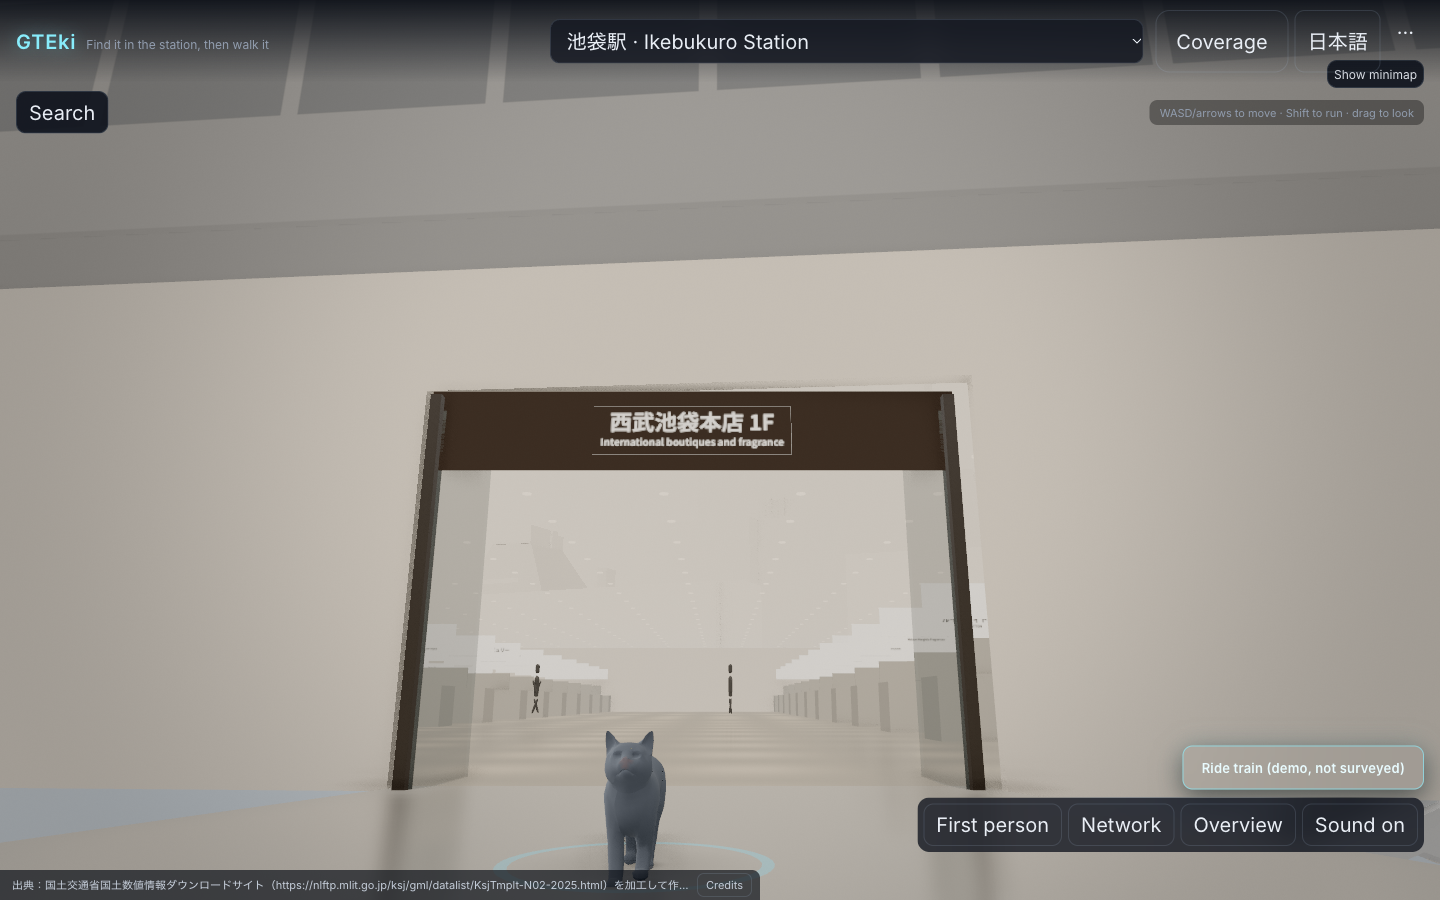 GTEki Find it in the station, then walk it
池袋駅 · Ikebukuro Station
Coverage
日本語
...
Show minimap
Search
WASD/arrows to move · Shift to run · drag to look
西武池袋本店 1F
International boutiques and fragrance
Ride train (demo, not surveyed)
First person
Network
Overview
Sound on
出典：国土交通省国土数値情報ダウンロードサイト（https://nlftp.mlit.go.jp/ksj/gml/datalist/KsjTmplt-N02-2025.html）を加工して作...
Credits